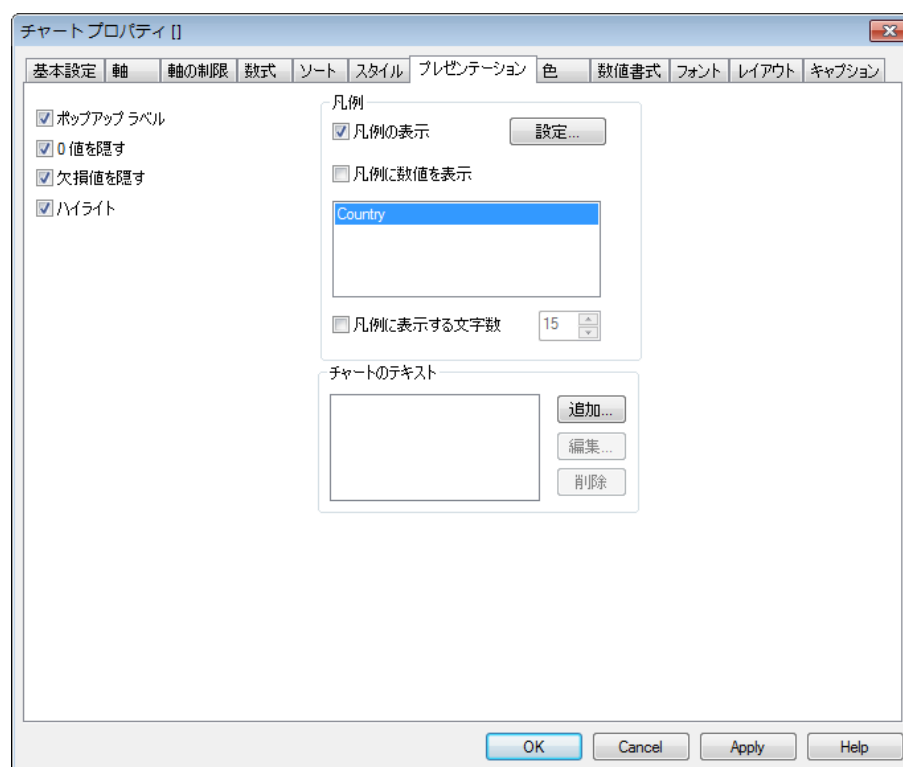 チャート プロパティ []
基本設定 軸 軸の制限 数式 ソート スタイル プレゼンテーション 色 数値書式 フォント レイアウト キャプション
ポップアップ ラベル
0 値を隠す
欠損値を隠す
ハイライト
凡例
凡例の表示 設定...
凡例に数値を表示
Country
凡例に表示する文字数 15
チャートのテキスト
追加...
編集...
削除
OK Cancel Apply Help